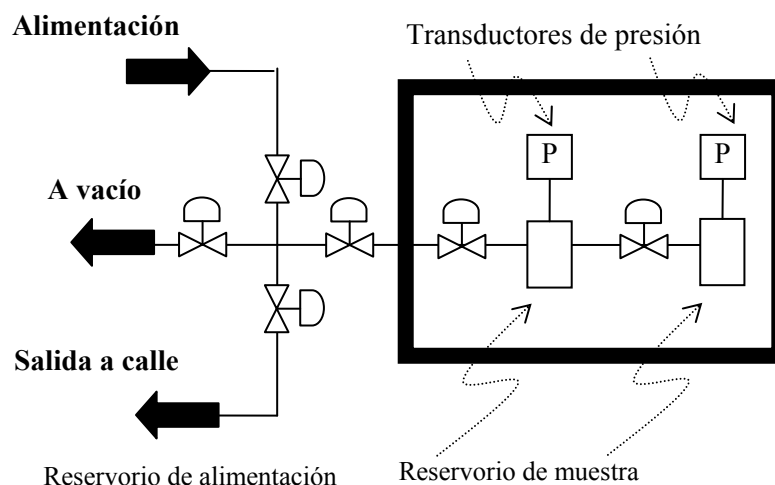 Alimentación
Transductores de presión
P
P
A vacío
Salida a calle
Reservorio de alimentación
Reservorio de muestra